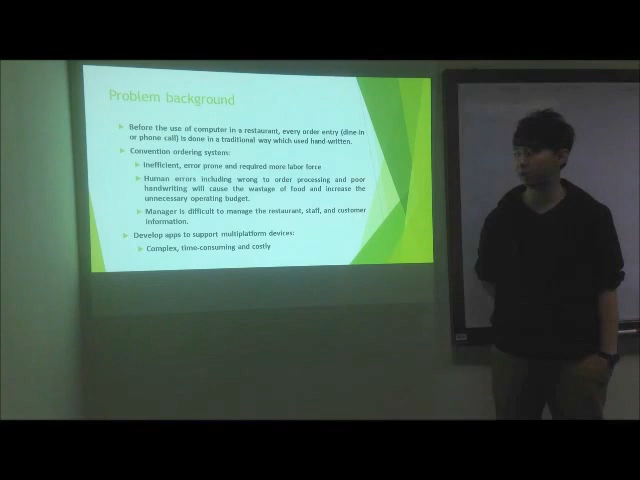 Problem background
Before the use of computer in a restaurant, every order entry (dine-in
or phone call) is done in a traditional way which used hand-written.
Convention ordering system:
Inefficient, error prone and required more labor force
Human errors including wrong to order processing and poor
handwriting will cause the wastage of food and increase the
unnecessary operating budget.
Manager is difficult to manage the restaurant, staff, and customer
information.
Develop apps to support multiplatform devices:
Complex, time-consuming and costly